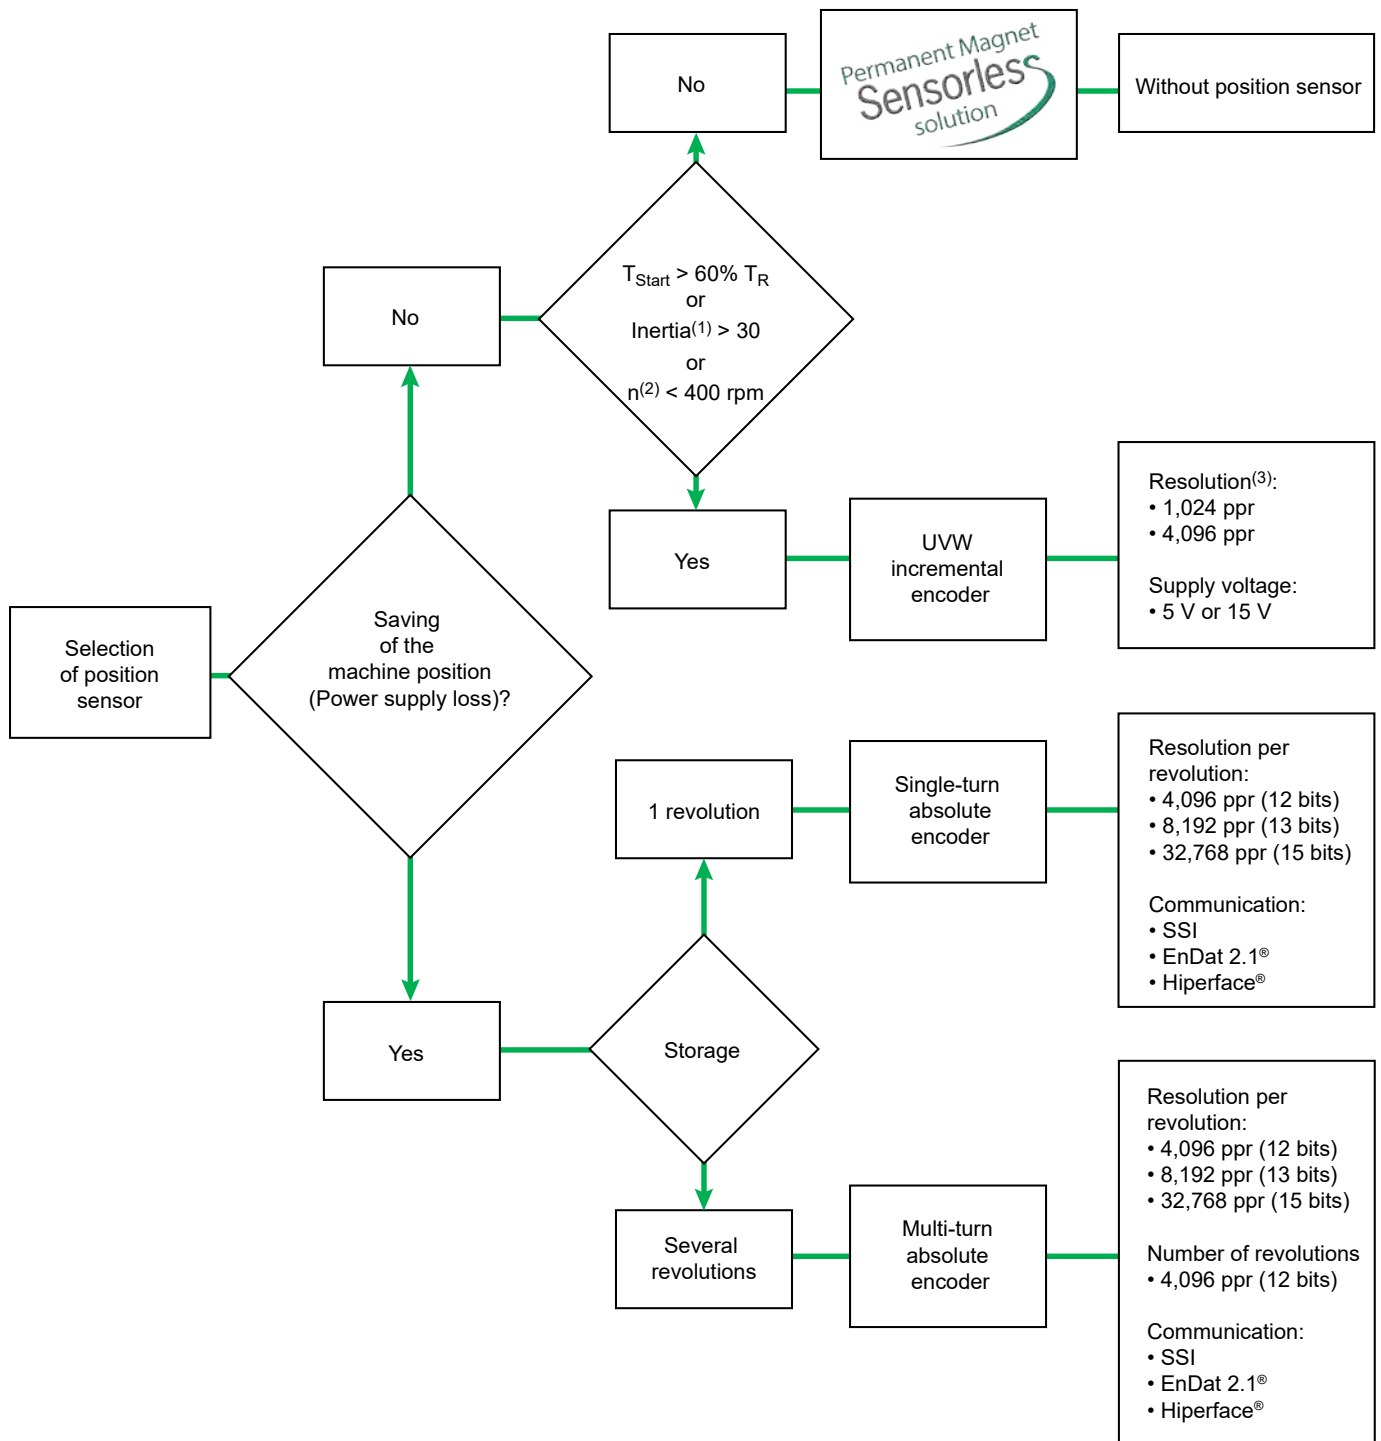 No
Permanent Magnet
Sensorless
solution
Without position sensor
T_Start > 60% T_R
or
Inertia(1) > 30
or
n(2) < 400 rpm
No
Yes
UVW
incremental
encoder
Resolution(3):
• 1,024 ppr
• 4,096 ppr
Supply voltage:
• 5 V or 15 V
Selection
of position
sensor
Saving
of the
machine position
(Power supply loss)?
1 revolution
Single-turn
absolute
encoder
Resolution per
revolution:
• 4,096 ppr (12 bits)
• 8,192 ppr (13 bits)
• 32,768 ppr (15 bits)
Communication:
• SSI
• EnDat 2.1®
• Hiperface®
Yes
Storage
Several
revolutions
Multi-turn
absolute
encoder
Resolution per
revolution:
• 4,096 ppr (12 bits)
• 8,192 ppr (13 bits)
• 32,768 ppr (15 bits)
Number of revolutions
• 4,096 ppr (12 bits)
Communication:
• SSI
• EnDat 2.1®
• Hiperface®